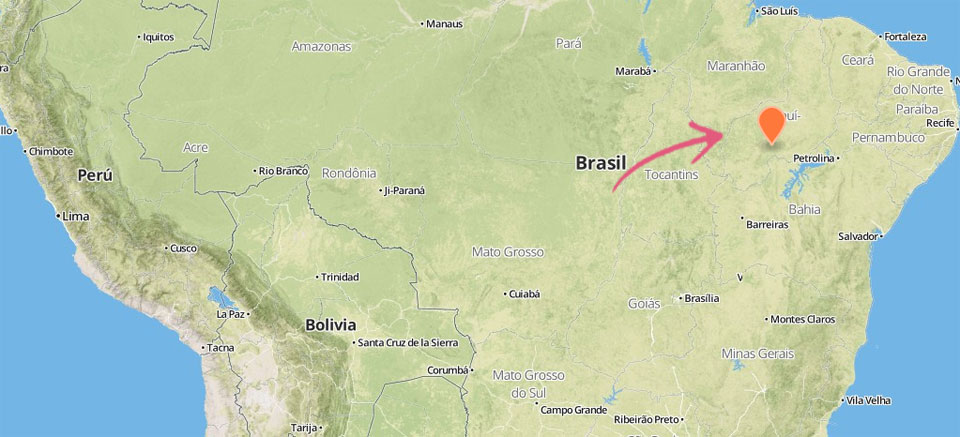 São Luís
Manaus
Iquitos
Fortaleza
Amazonas
Pará
Ceará
Maranhão
Marabá
Rio Grande
do Norte
Paraíba
Recife
Pernambuco
Chimbote
Acre
Brasil
Petrolina
Perú
Rio Branco
Rondônia
Tocantins
Ji-Paraná
Bahia
Lima
Barreiras
Salvador
Cusco
Mato Grosso
Trinidad
V
Cuiabá
Goiás
Brasília
La Paz
Bolivia
Montes Claros
Tacna
Santa Cruz de la Sierra
Minas Gerais
Corumbá
Mato Grosso
do Sul
Vila Velha
Campo Grande
Ribeirão Preto
Tarija